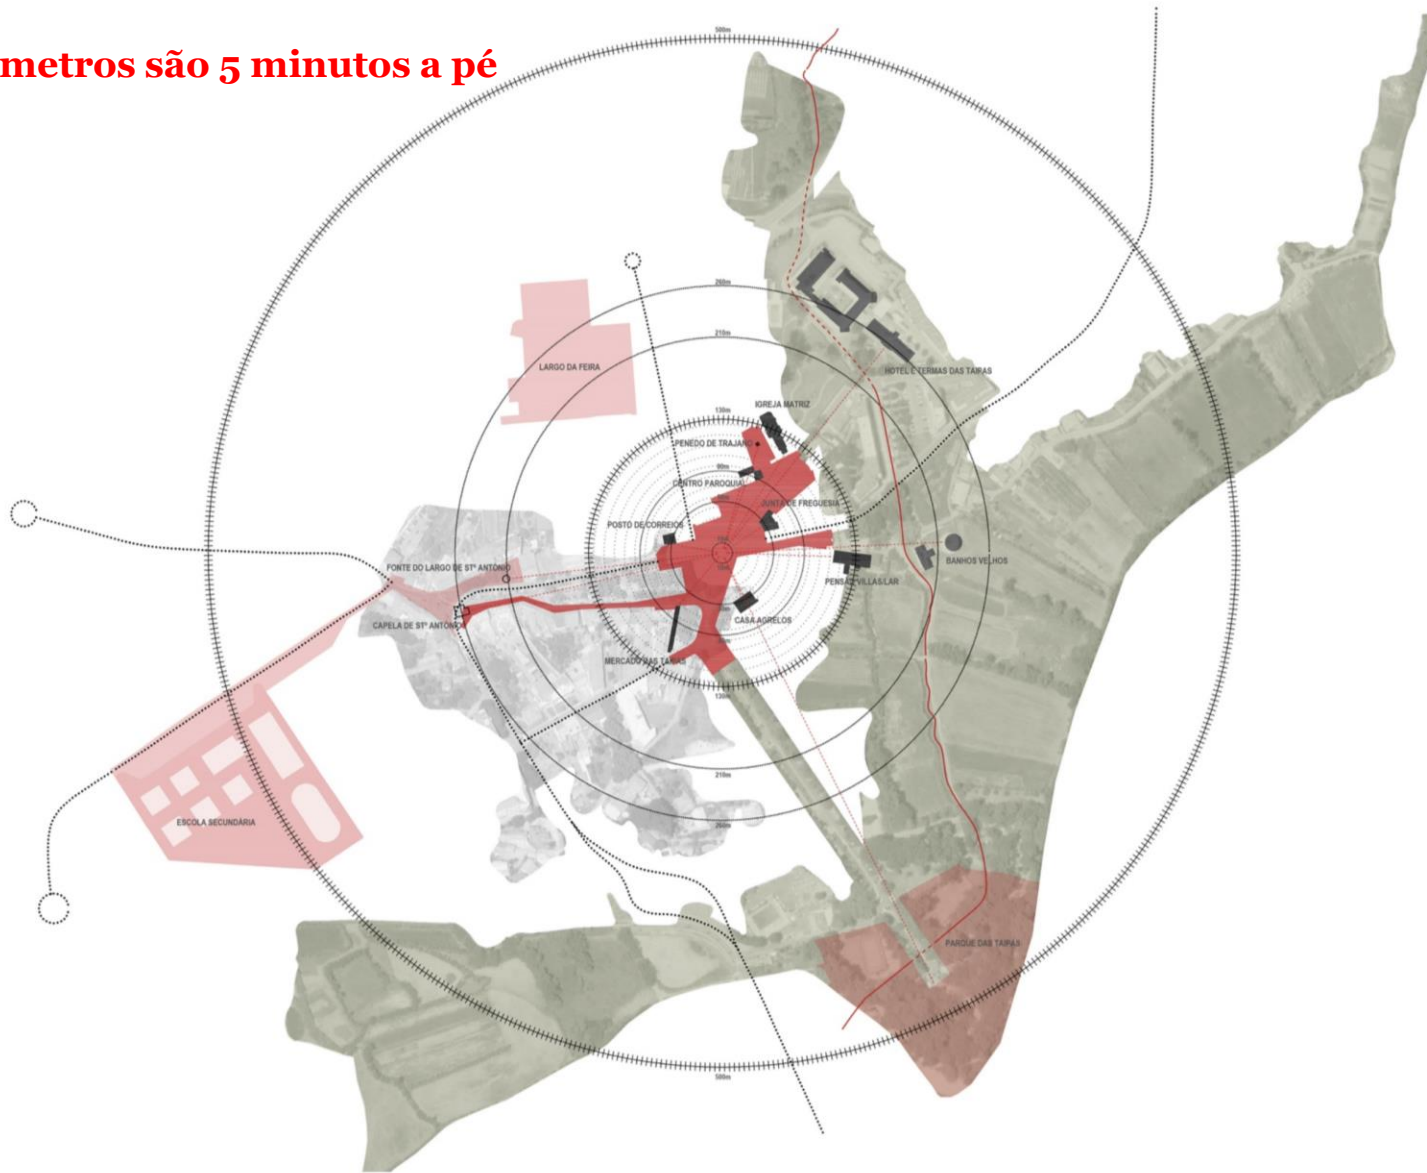 metros são 5 minutos a pé
500m
260m
210m
LARGO DA FEIRA
HOTEL E TERMAS DAS TAIPAS
IGREJA MATRIZ
130m
PENEDO DE TRAJANO
80m
CENTRO PAROQUIAL
JUNTA DE FREGUESIA
POSTO DE CORREIOS
BANHOS VELHOS
FONTE DO LARGO DE STº ANTÓNIO
PENSÃO VILLAS LAR
CASA AGRELOS
CAPELA DE STº ANTÓNIO
MERCADO DAS TAIPAS
130m
210m
260m
ESCOLA SECUNDÁRIA
PARQUE DAS TAIPAS
500m